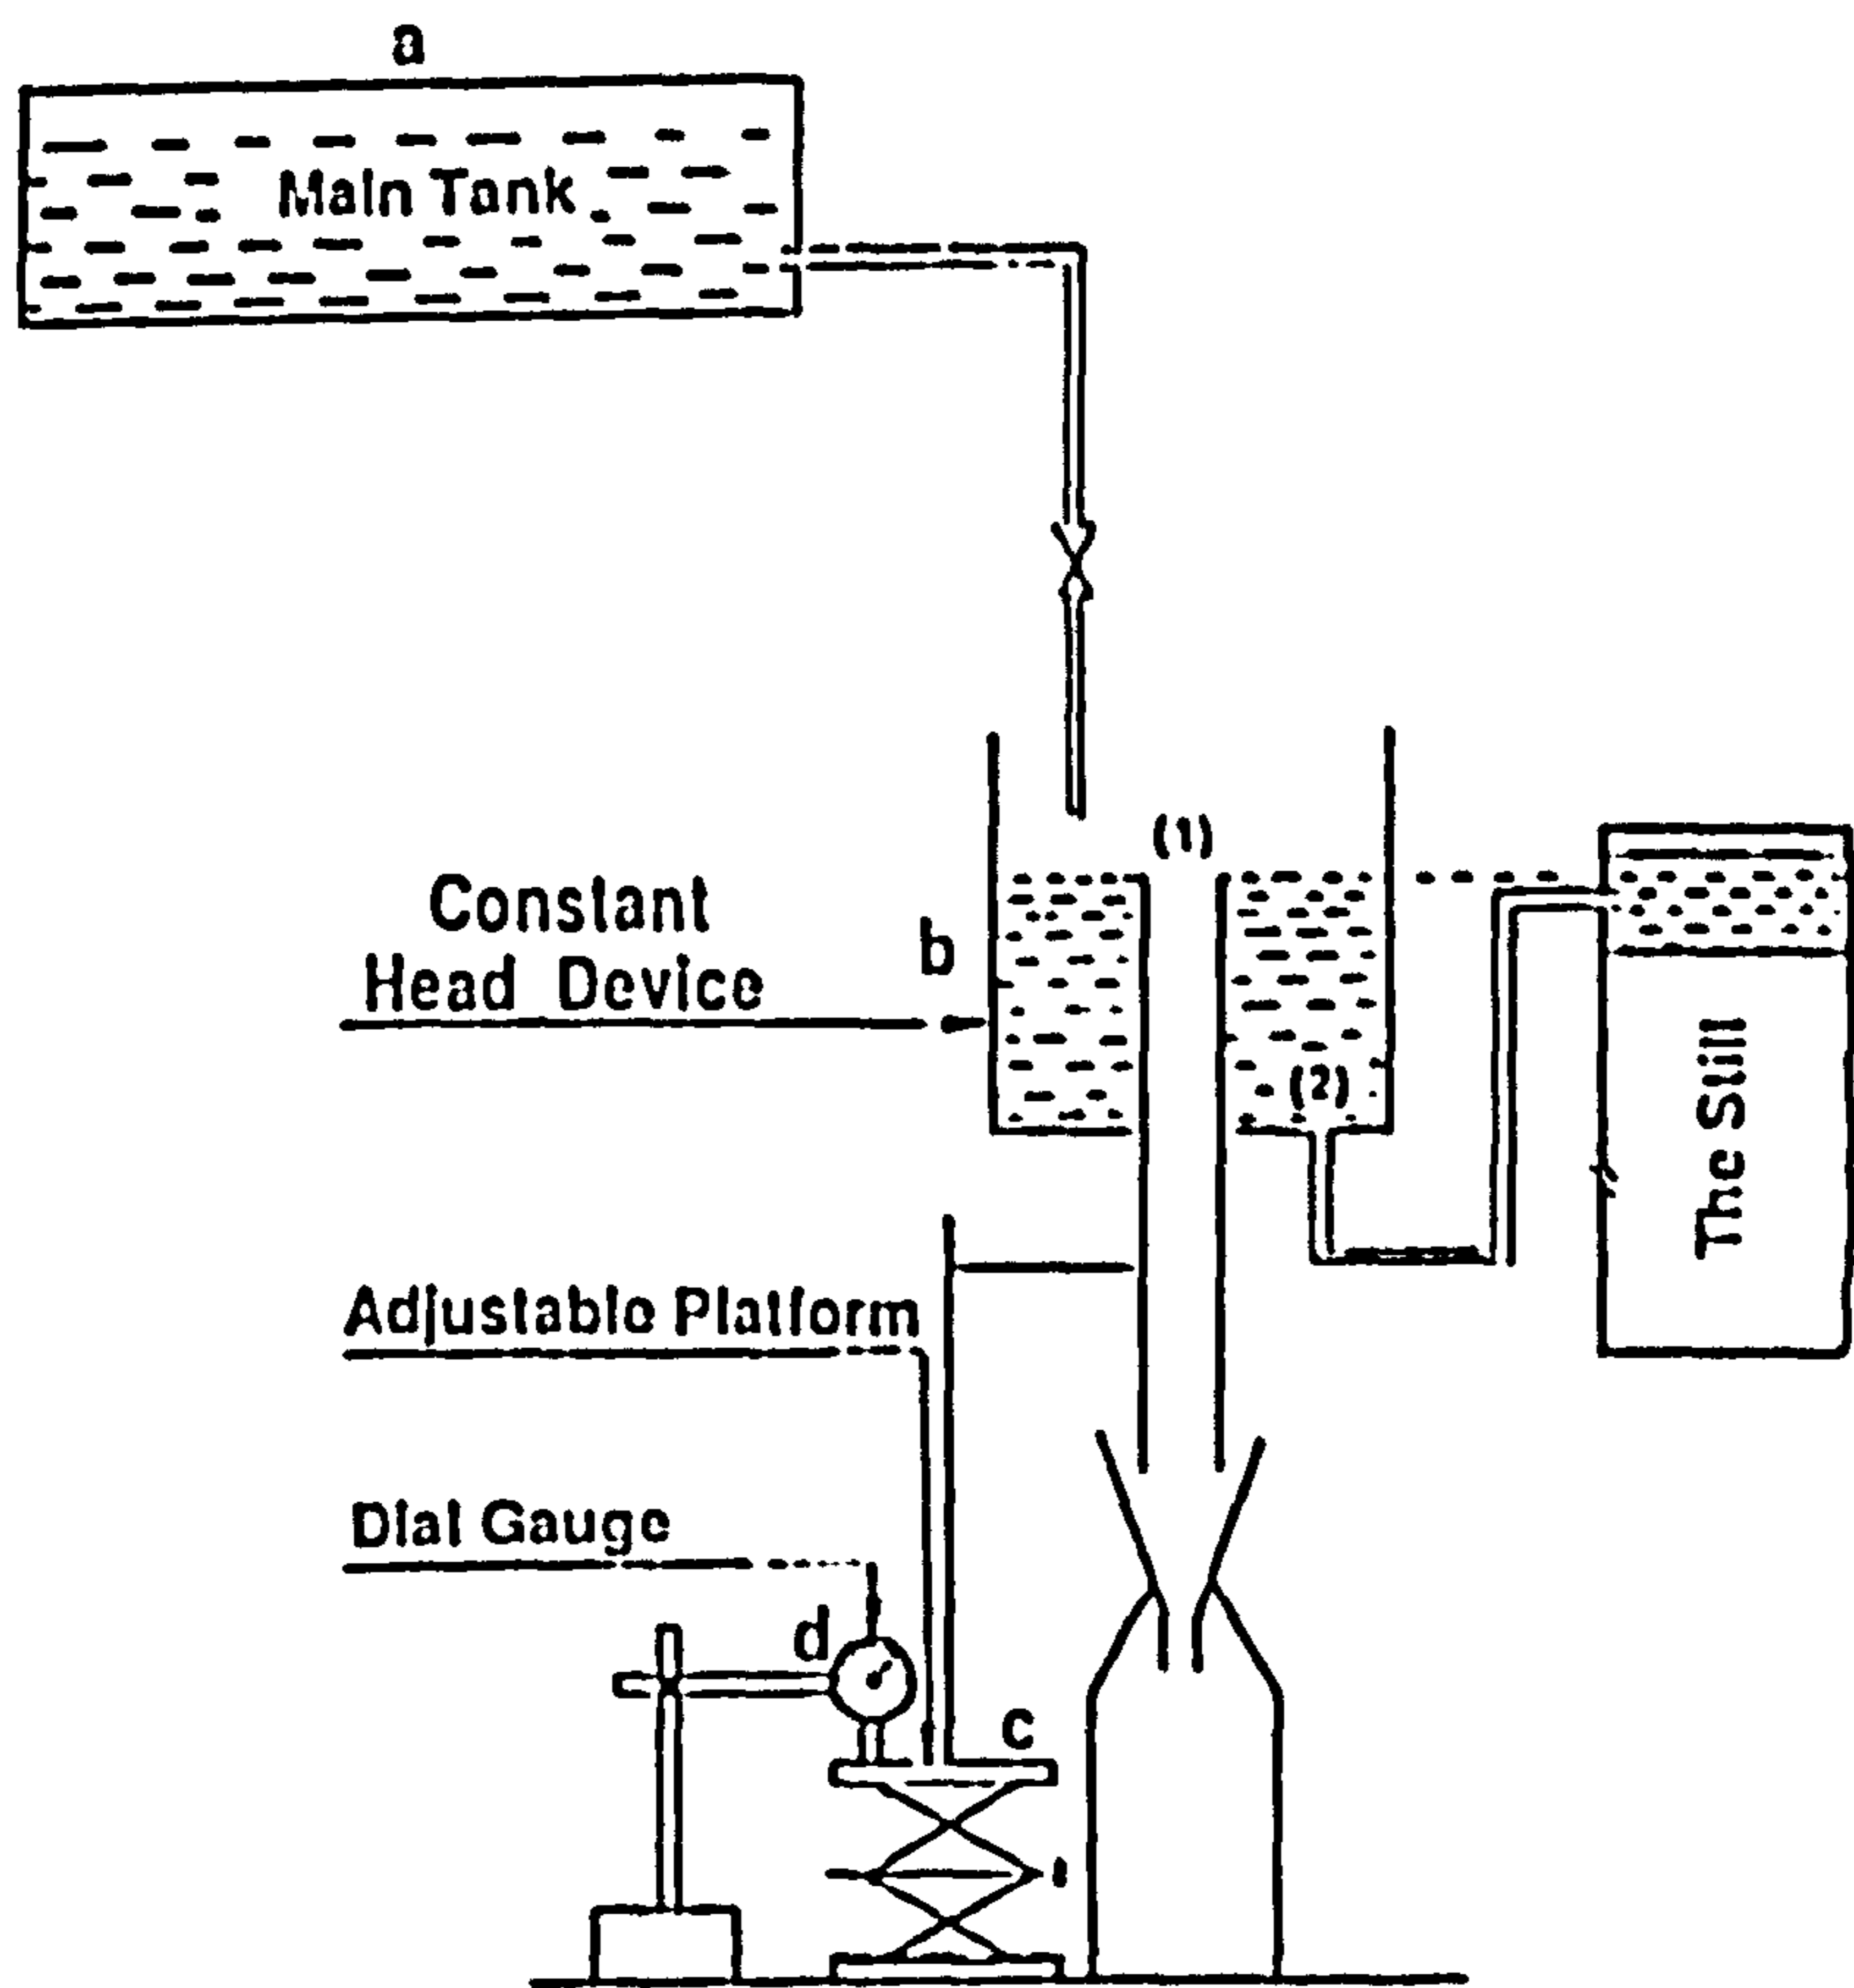 a
Main Tank
(1)
Constant
Head Device
b
(2)
The Still
Adjustable Platform
Dial Gauge
d
c